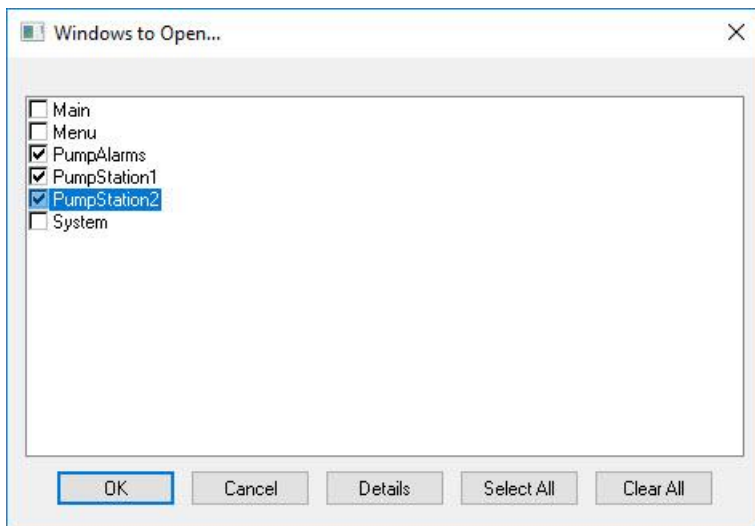 Windows to Open...
Main
Menu
PumpAlarms
PumpStation1
PumpStation2
System
OK Cancel Details Select All Clear All